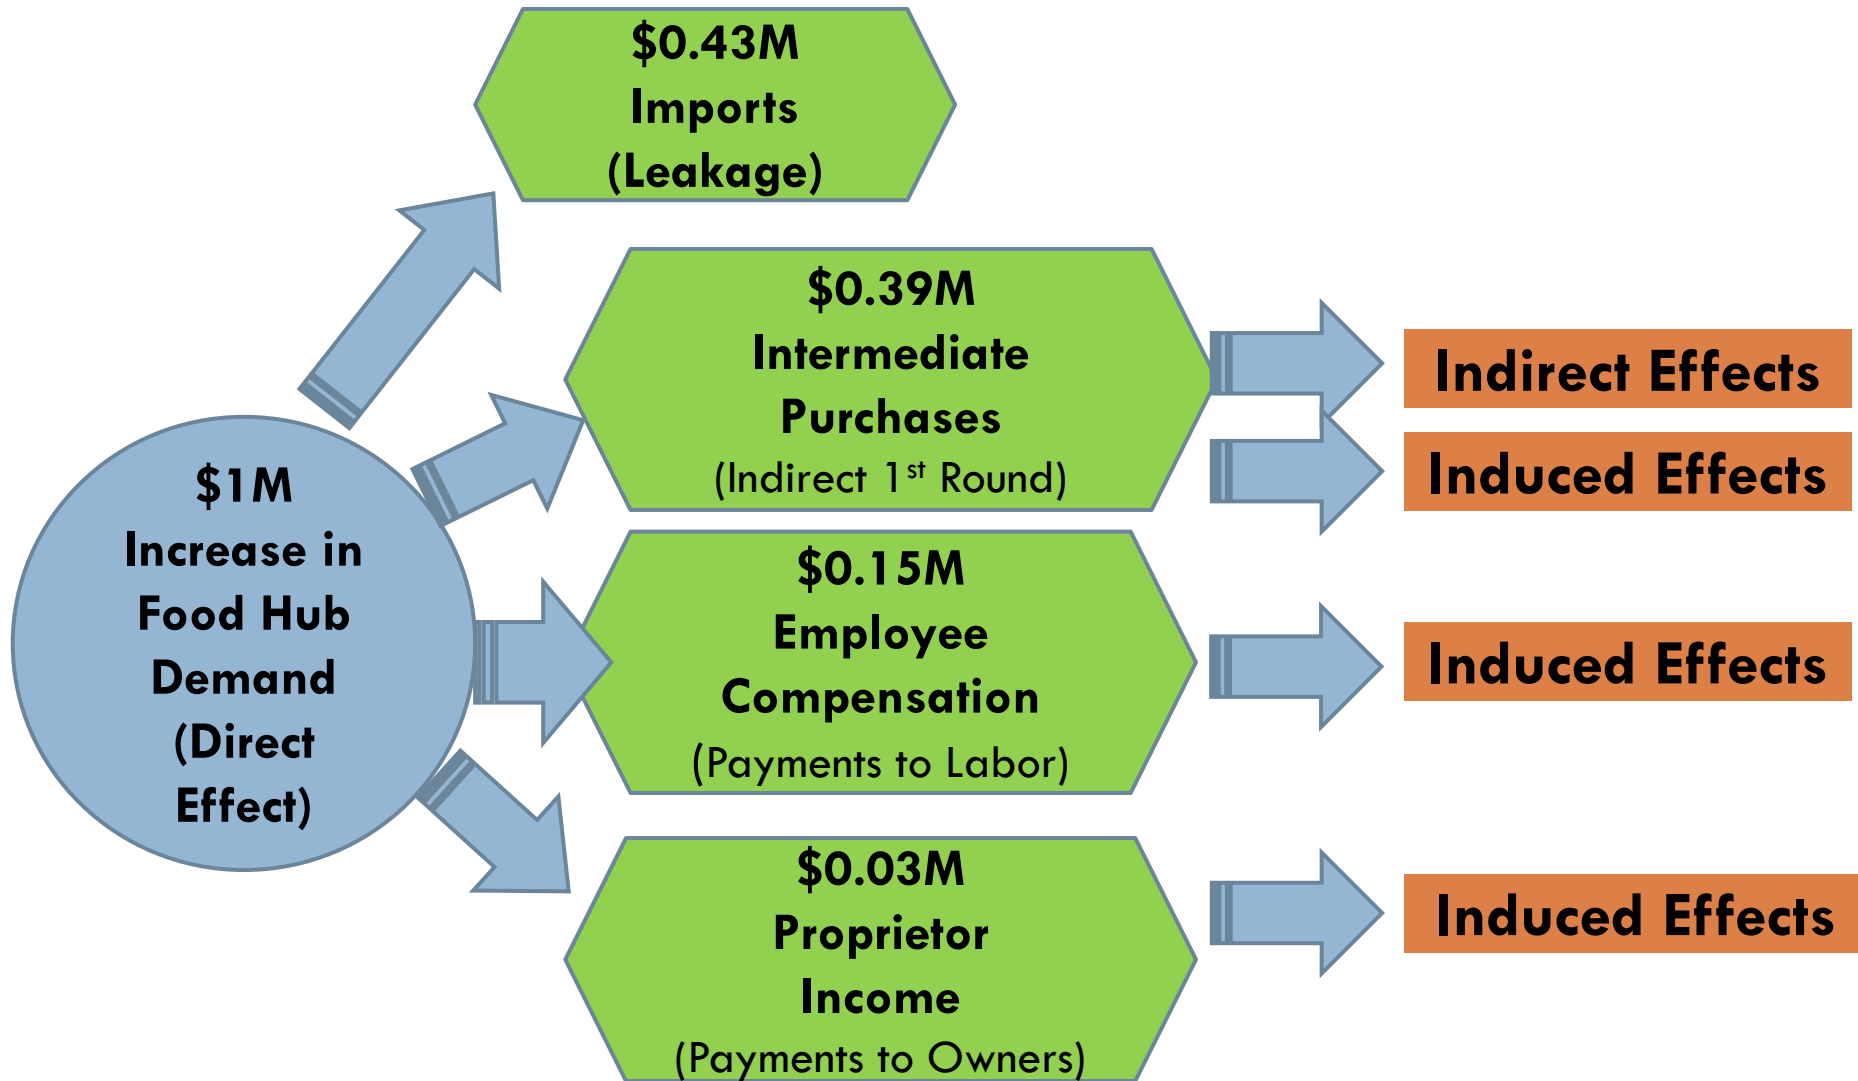 $0.43M
Imports
(Leakage)
$0.39M
Intermediate
Purchases
(Indirect 1st Round)
Indirect Effects
Induced Effects
$1M
Increase in
Food Hub
Demand
(Direct
Effect)
$0.15M
Employee
Compensation
(Payments to Labor)
Induced Effects
$0.03M
Proprietor
Income
(Payments to Owners)
Induced Effects